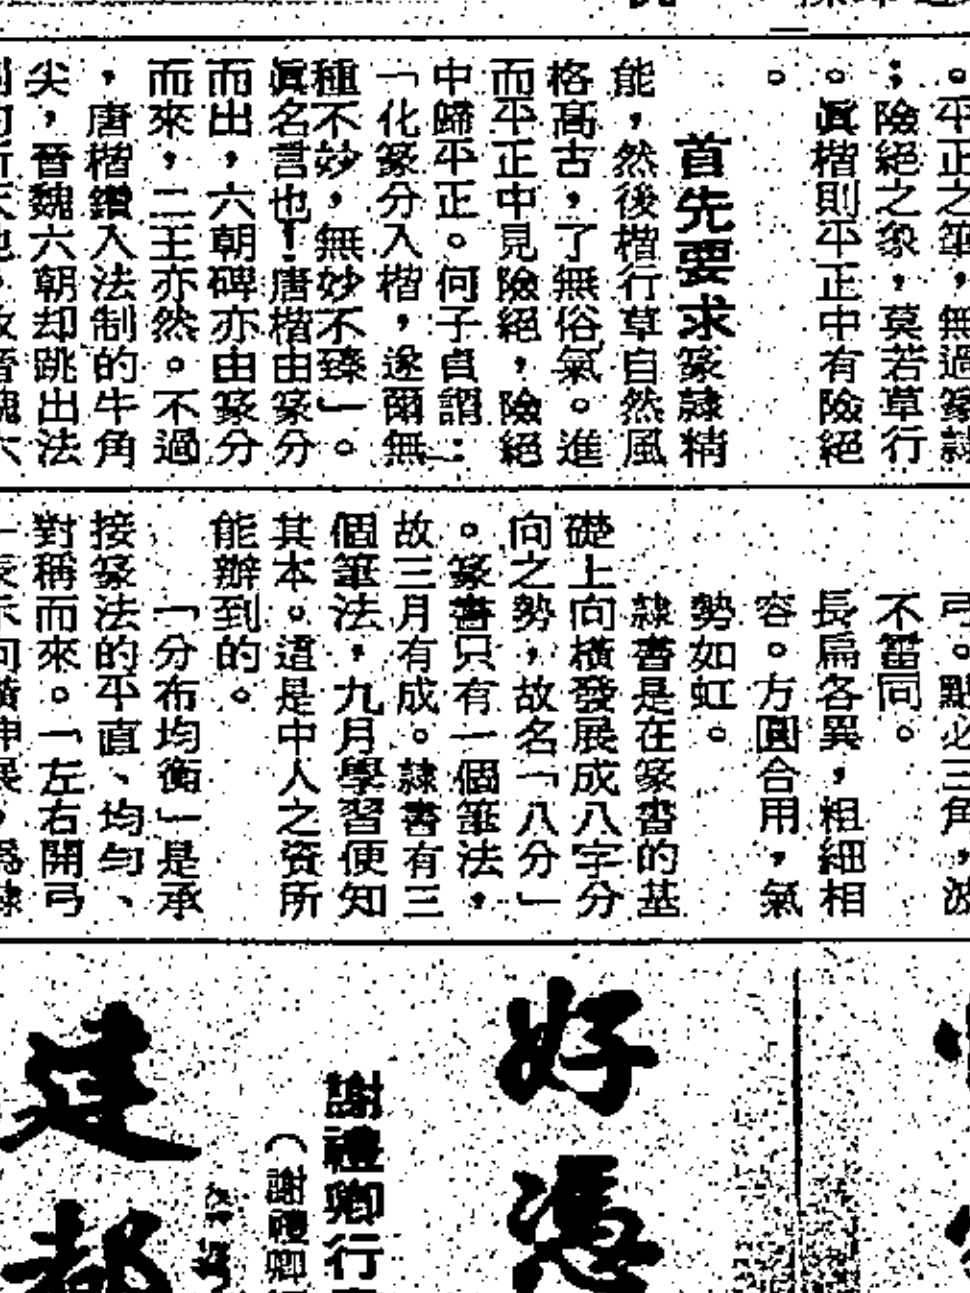 。平正之筆，無過篆隸
；險絕之象，莫若草行
。眞楷則平正中有險絕
。
首先要求篆隸精
能，然後楷行草自然風
格高古，了無俗氣。進
而平正中見險絕，險絕
中歸平正。何子貞謂：
「化篆分入楷，遂爾無
種不妙，無妙不臻」。
眞名言也！唐楷由篆分
而出，六朝碑亦由篆分
而來，二王亦然。不過
，唐楷鑽入法制的牛角
尖，晉魏六朝却跳出法
弓。點必三角，波
不雷同。
長扁各異，粗細相
容。方圓合用，氣
勢如虹。
隸書是在篆書的基
礎上向橫發展成八字分
向之勢，故名「八分」
。篆書只有一個筆法，
故三月有成。隸書有三
個筆法，九月學習便知
其本。這是中人之資所
能辦到的。
「分布均衡」是承
接篆法的平直、均勻、
對稱而來。「左右開弓
好憑
謝禮卿行
（謝禮卿
廷都